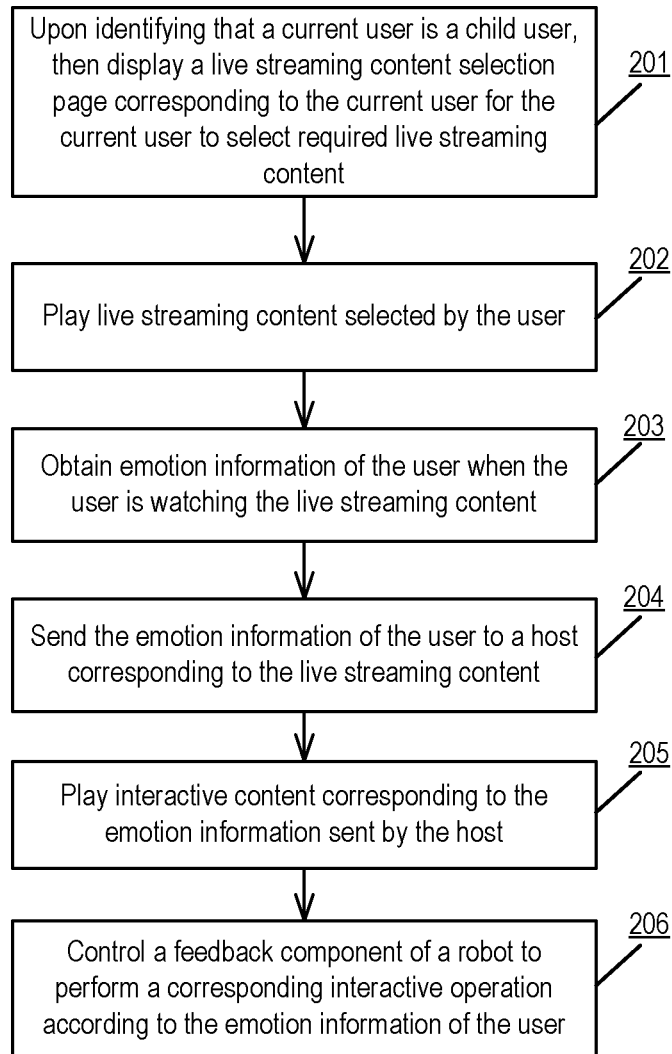 Upon identifying that a current user is a child user,
then display a live streaming content selection
page corresponding to the current user for the
current user to select required live streaming
content
201
202
Play live streaming content selected by the user
203
Obtain emotion information of the user when the
user is watching the live streaming content
204
Send the emotion information of the user to a host
corresponding to the live streaming content
205
Play interactive content corresponding to the
emotion information sent by the host
206
Control a feedback component of a robot to
perform a corresponding interactive operation
according to the emotion information of the user